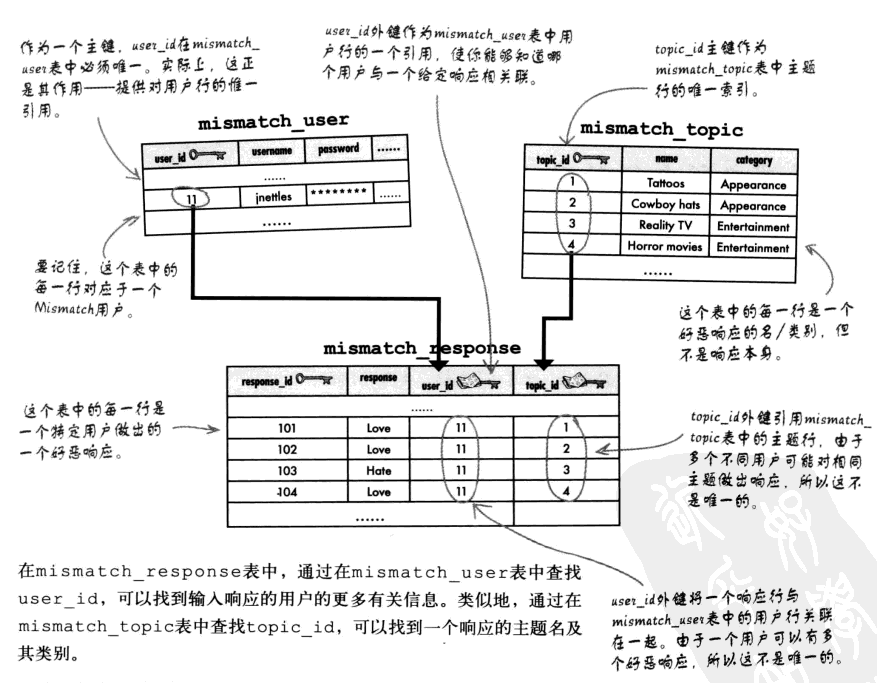 作为一个主键，user_id在mismatch_
user表中必须唯一。实际上，这正
是其作用——提供对用户行的惟一
引用。
user_id外键作为mismatch_user表中用
户行的一个引用，使你能够知道哪
个用户与一个给定响应相关联。
topic_id主键作为
mismatch_topic表中主题
行的唯一索引。
mismatch_user
user_id username password ......
......
11 jnettles ******** ......
......
mismatch_topic
topic_id name category
1 Tattoos Appearance
2 Cowboy hats Appearance
3 Reality TV Entertainment
4 Horror movies Entertainment
......
要记住，这个表中的
每一行对应于一个
Mismatch用户。
这个表中的每一行是一个
好恶响应的名/类别，但
不是响应本身。
mismatch_response
response_id response user_id topic_id
......
101 Love 11 1
102 Love 11 2
103 Hate 11 3
104 Love 11 4
......
这个表中的每一行是
一个特定用户做出的
一个好恶响应。
topic_id外键引用mismatch_
topic表中的主题行，由于
多个不同用户可能对相同
主题做出响应，所以这不
是唯一的。
在mismatch_response表中，通过在mismatch_user表中查找
user_id，可以找到输入响应的用户的更多有关信息。类似地，通过在
mismatch_topic表中查找topic_id，可以找到一个响应的主题名及
其类别。
user_id外键将一个响应行与
mismatch_user表中的用户行关联
在一起。由于一个用户可以有多
个好恶响应，所以这不是唯一的。